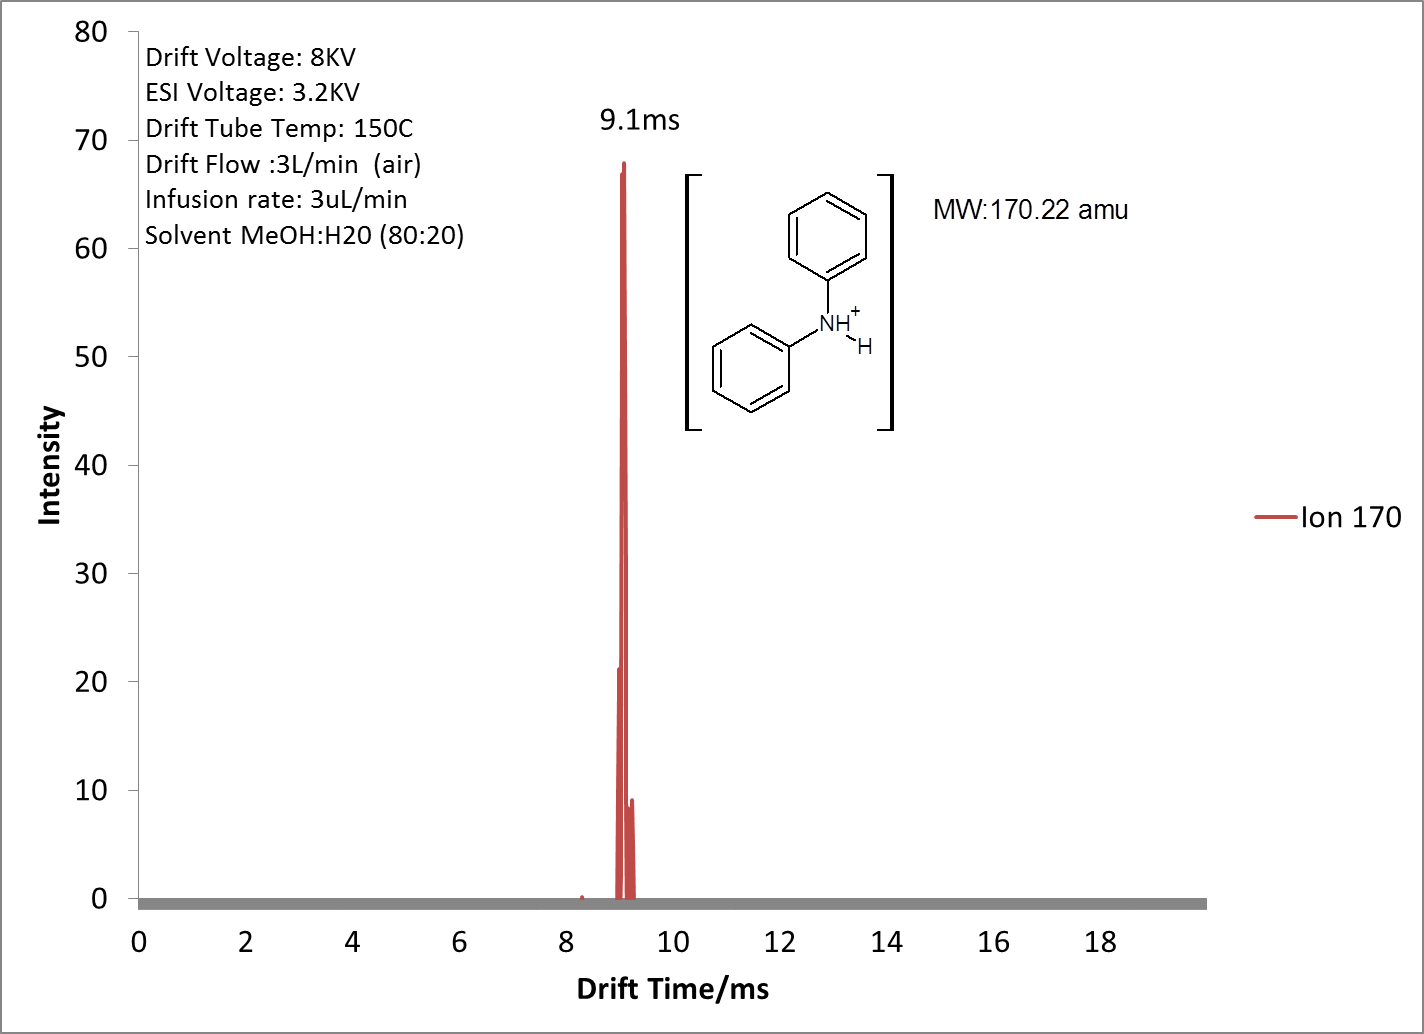 80
Drift Voltage: 8KV
ESI Voltage: 3.2KV
Drift Tube Temp: 150C
Drift Flow :3L/min (air)
Infusion rate: 3uL/min
Solvent MeOH:H20 (80:20)
9.1ms
MW:170.22 amu
NH+
H
70
60
50
40
30
20
10
0
Intensity
Ion 170
0 2 4 6 8 10 12 14 16 18
Drift Time/ms